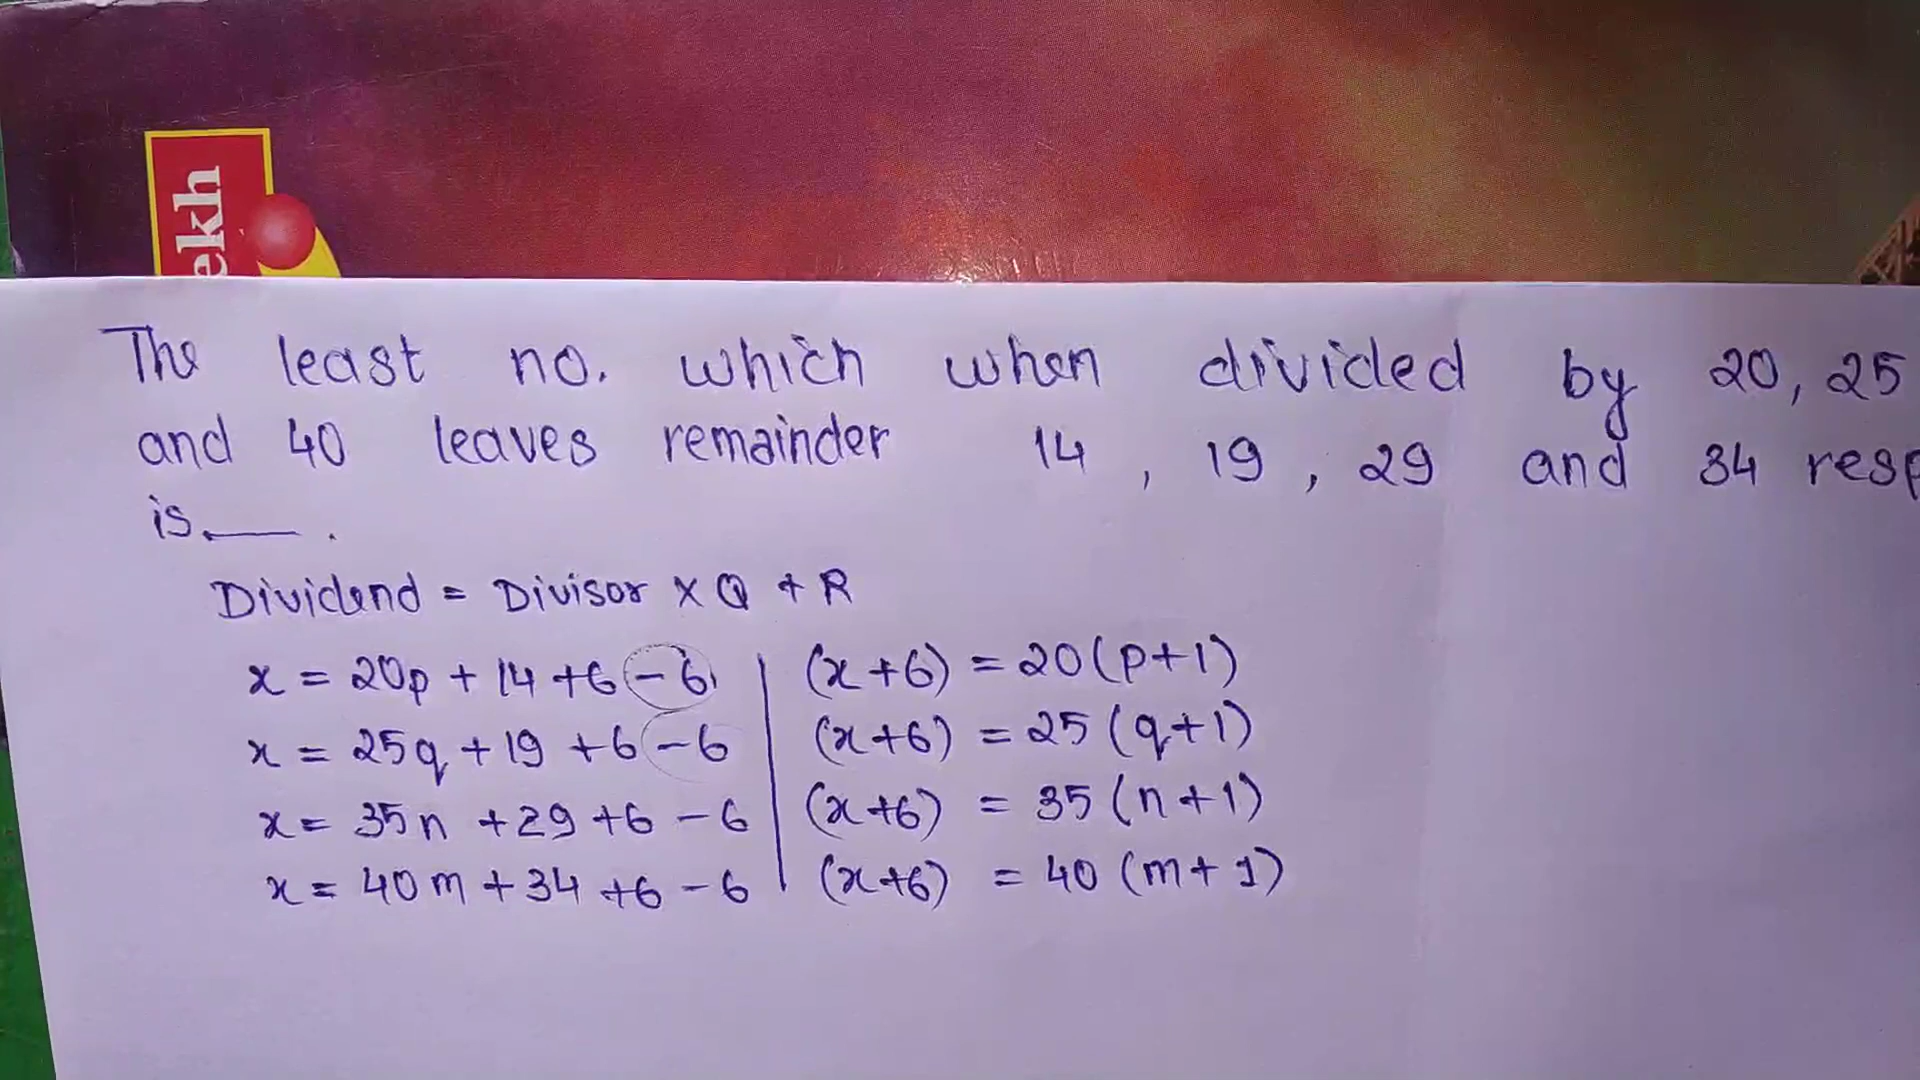 ekh
The least no. which when divided by 20, 25
and 40 leaves remainder 14, 19, 29 and 34 resp
is ___.
Dividend = Divisor × Q + R
x = 20p + 14 + 6 - 6 | (x+6) = 20(p+1)
x = 25q + 19 + 6 - 6 | (x+6) = 25(q+1)
x = 35n + 29 + 6 - 6 | (x+6) = 35(n+1)
x = 40m + 34 + 6 - 6 | (x+6) = 40(m+1)